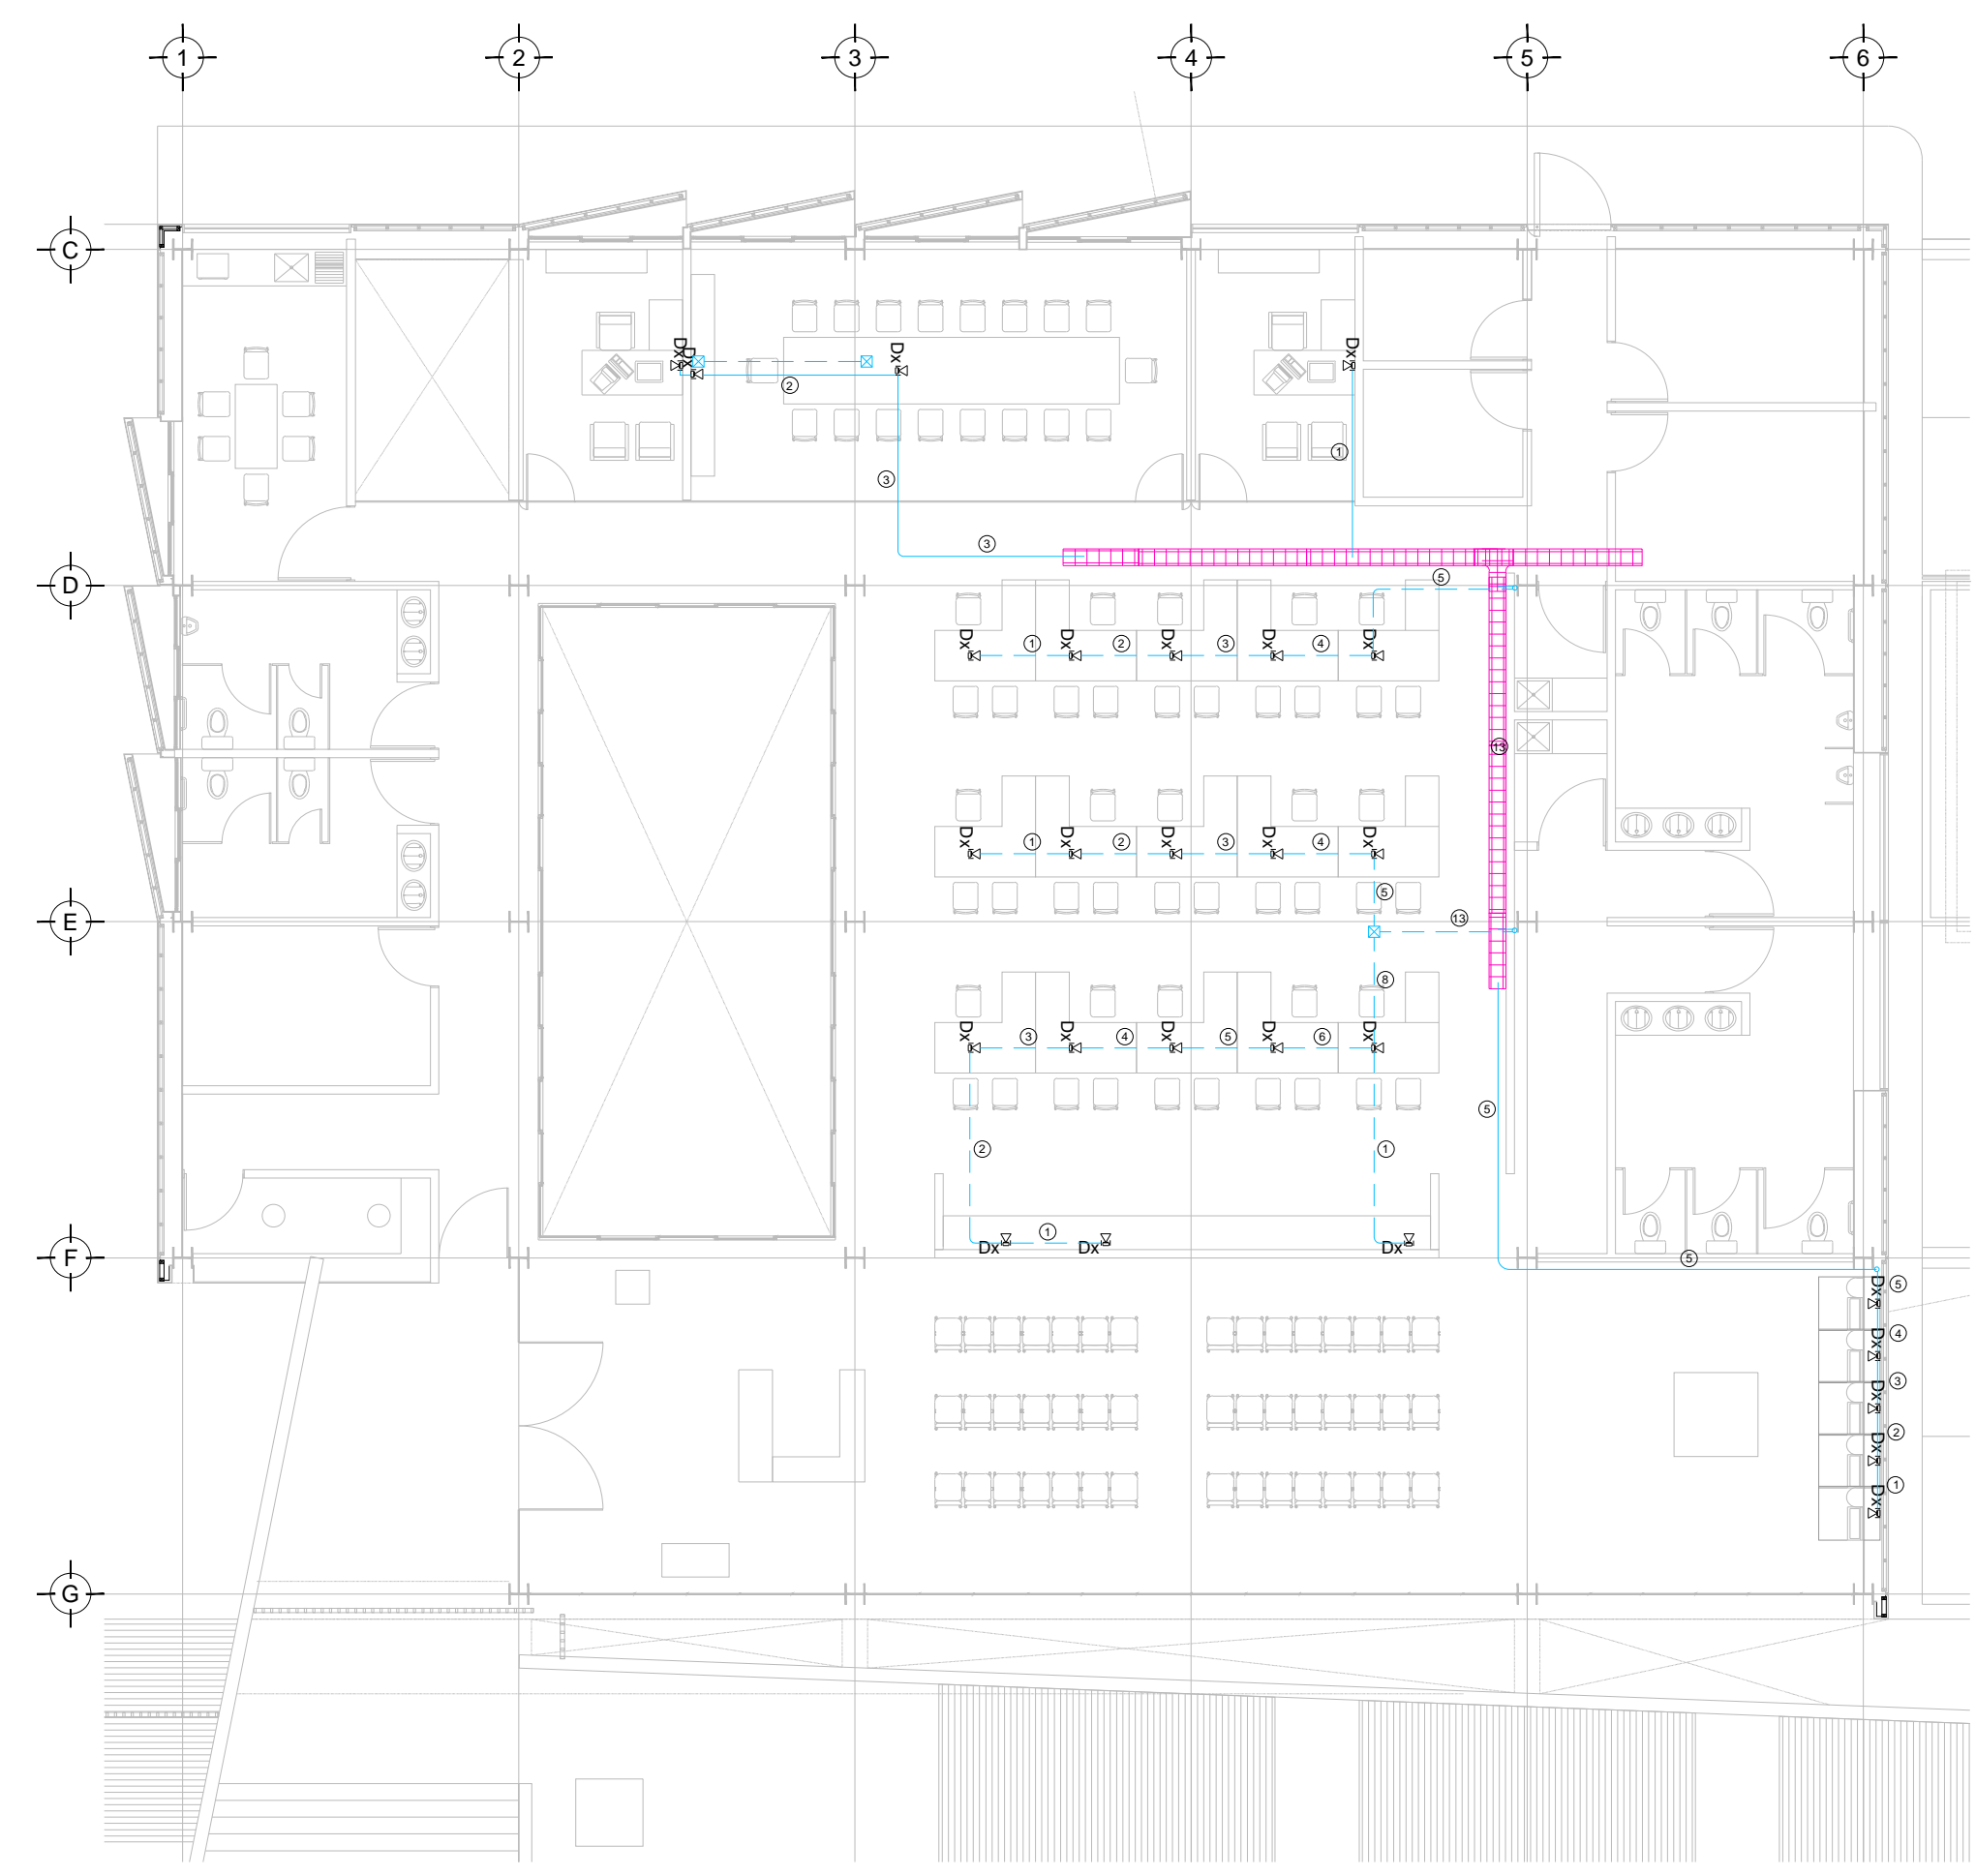 1 2 3 4 5 6
C
Dx Dx Dx Dx
2
1
3
3
D
5
Dx 1 Dx 2 Dx 3 Dx 4 Dx
13
Dx 1 Dx 2 Dx 3 Dx 4 Dx
5
E
13
8
Dx 3 Dx 4 Dx 5 Dx 6 Dx
5
2 1
1
Dx Dx Dx
F
5
Dx 5
Dx 4
Dx 3
Dx 2
Dx 1
G